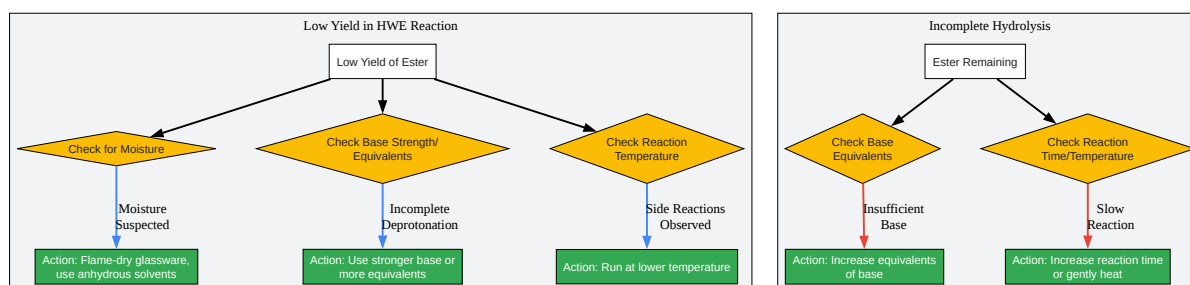 Low Yield in HWE Reaction
Low Yield of Ester
Check for Moisture
Check Base Strength/
Equivalents
Check Reaction
Temperature
Moisture
Suspected
Incomplete
Deprotonation
Side Reactions
Observed
Action: Flame-dry glassware,
use anhydrous solvents
Action: Use stronger base or
more equivalents
Action: Run at lower temperature
Incomplete Hydrolysis
Ester Remaining
Check Base
Equivalents
Check Reaction
Time/Temperature
Insufficient
Base
Slow
Reaction
Action: Increase equivalents
of base
Action: Increase reaction time
or gently heat